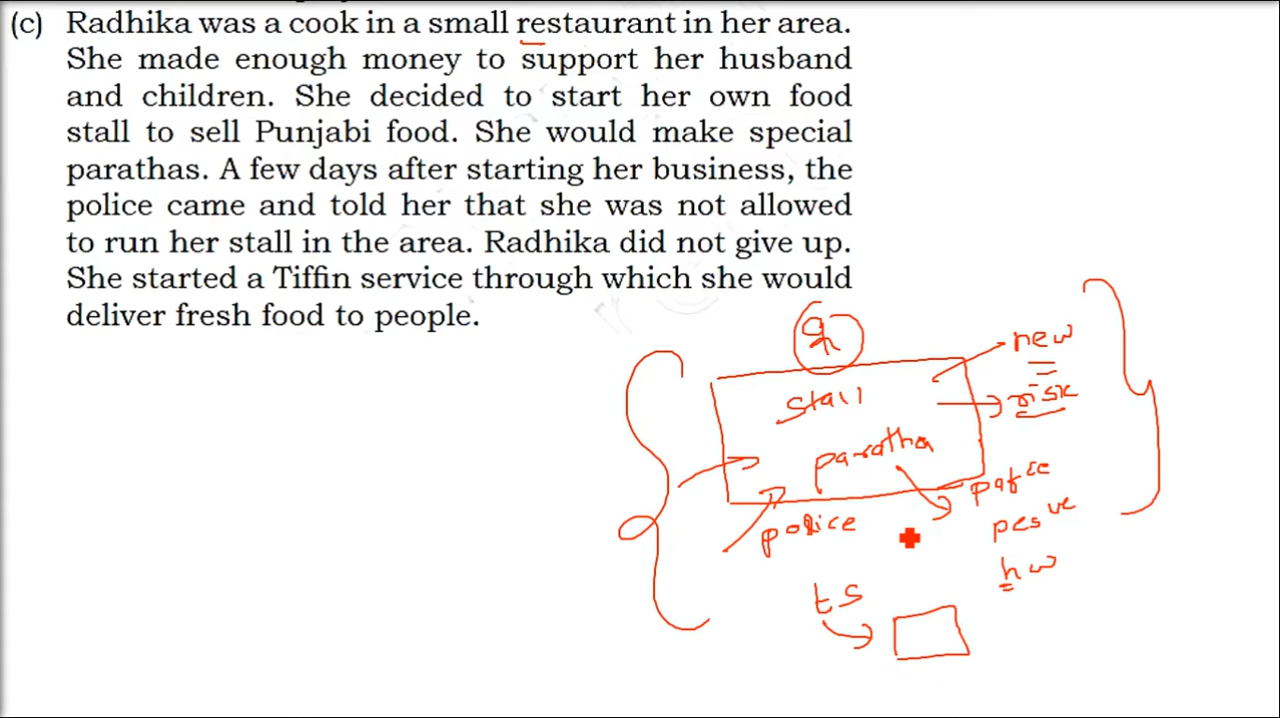 (c) Radhika was a cook in a small restaurant in her area.
She made enough money to support her husband
and children. She decided to start her own food
stall to sell Punjabi food. She would make special
parathas. A few days after starting her business, the
police came and told her that she was not allowed
to run her stall in the area. Radhika did not give up.
She started a Tiffin service through which she would
deliver fresh food to people.
new
stall
risk
paratha
police
hw
ts